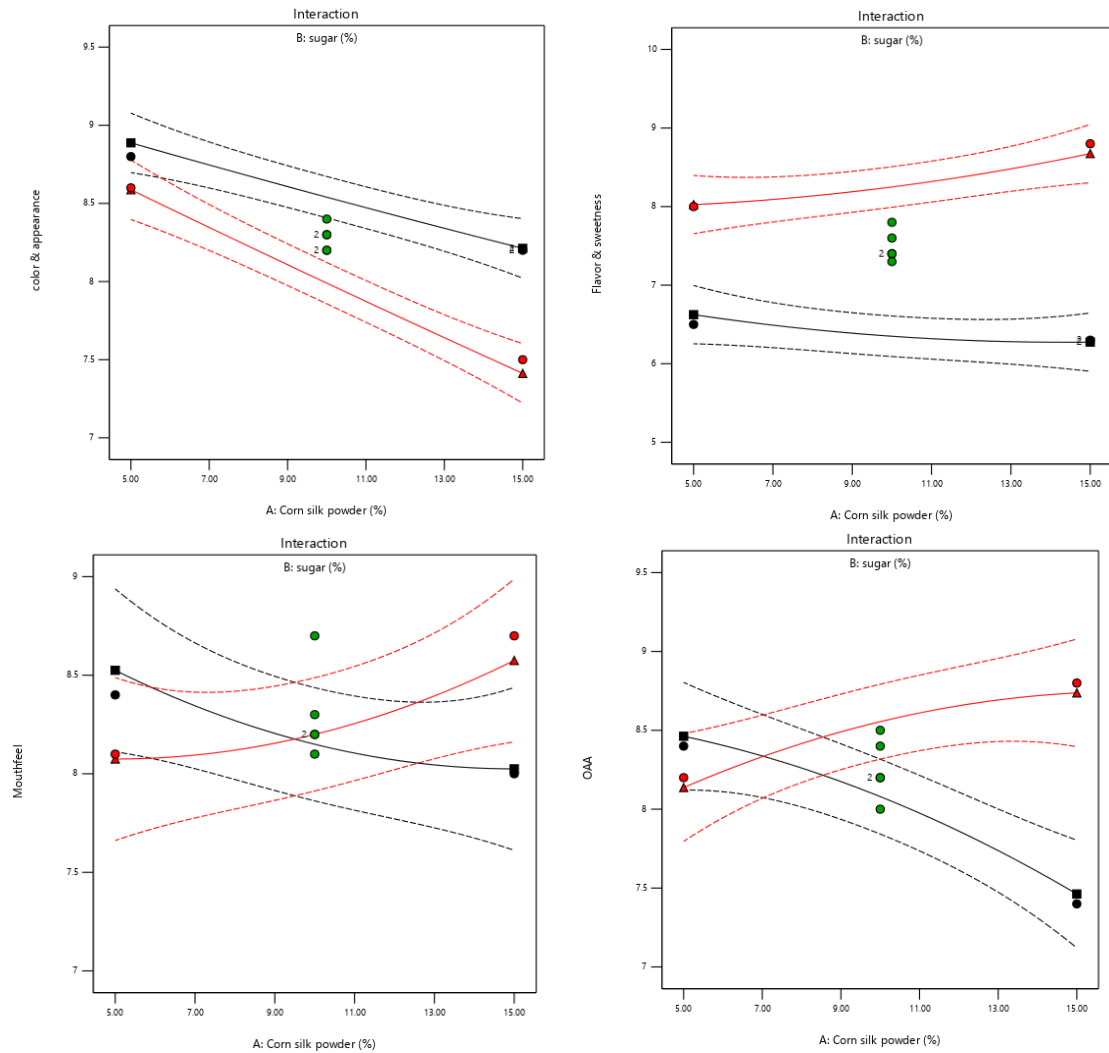 Interaction
B: sugar (%)
color & appearance
9.5
9
8.5
8
7.5
7
2
2
5.00 7.00 9.00 11.00 13.00 15.00
A: Corn silk powder (%)
Interaction
B: sugar (%)
Flavor & sweetness
10
9
8
7
6
5
2
5.00 7.00 9.00 11.00 13.00 15.00
A: Corn silk powder (%)
Interaction
B: sugar (%)
Mouthfeel
9
8.5
8
7.5
7
2
5.00 7.00 9.00 11.00 13.00 15.00
A: Corn silk powder (%)
Interaction
B: sugar (%)
OAA
9.5
9
8.5
8
7.5
7
2
5.00 7.00 9.00 11.00 13.00 15.00
A: Corn silk powder (%)